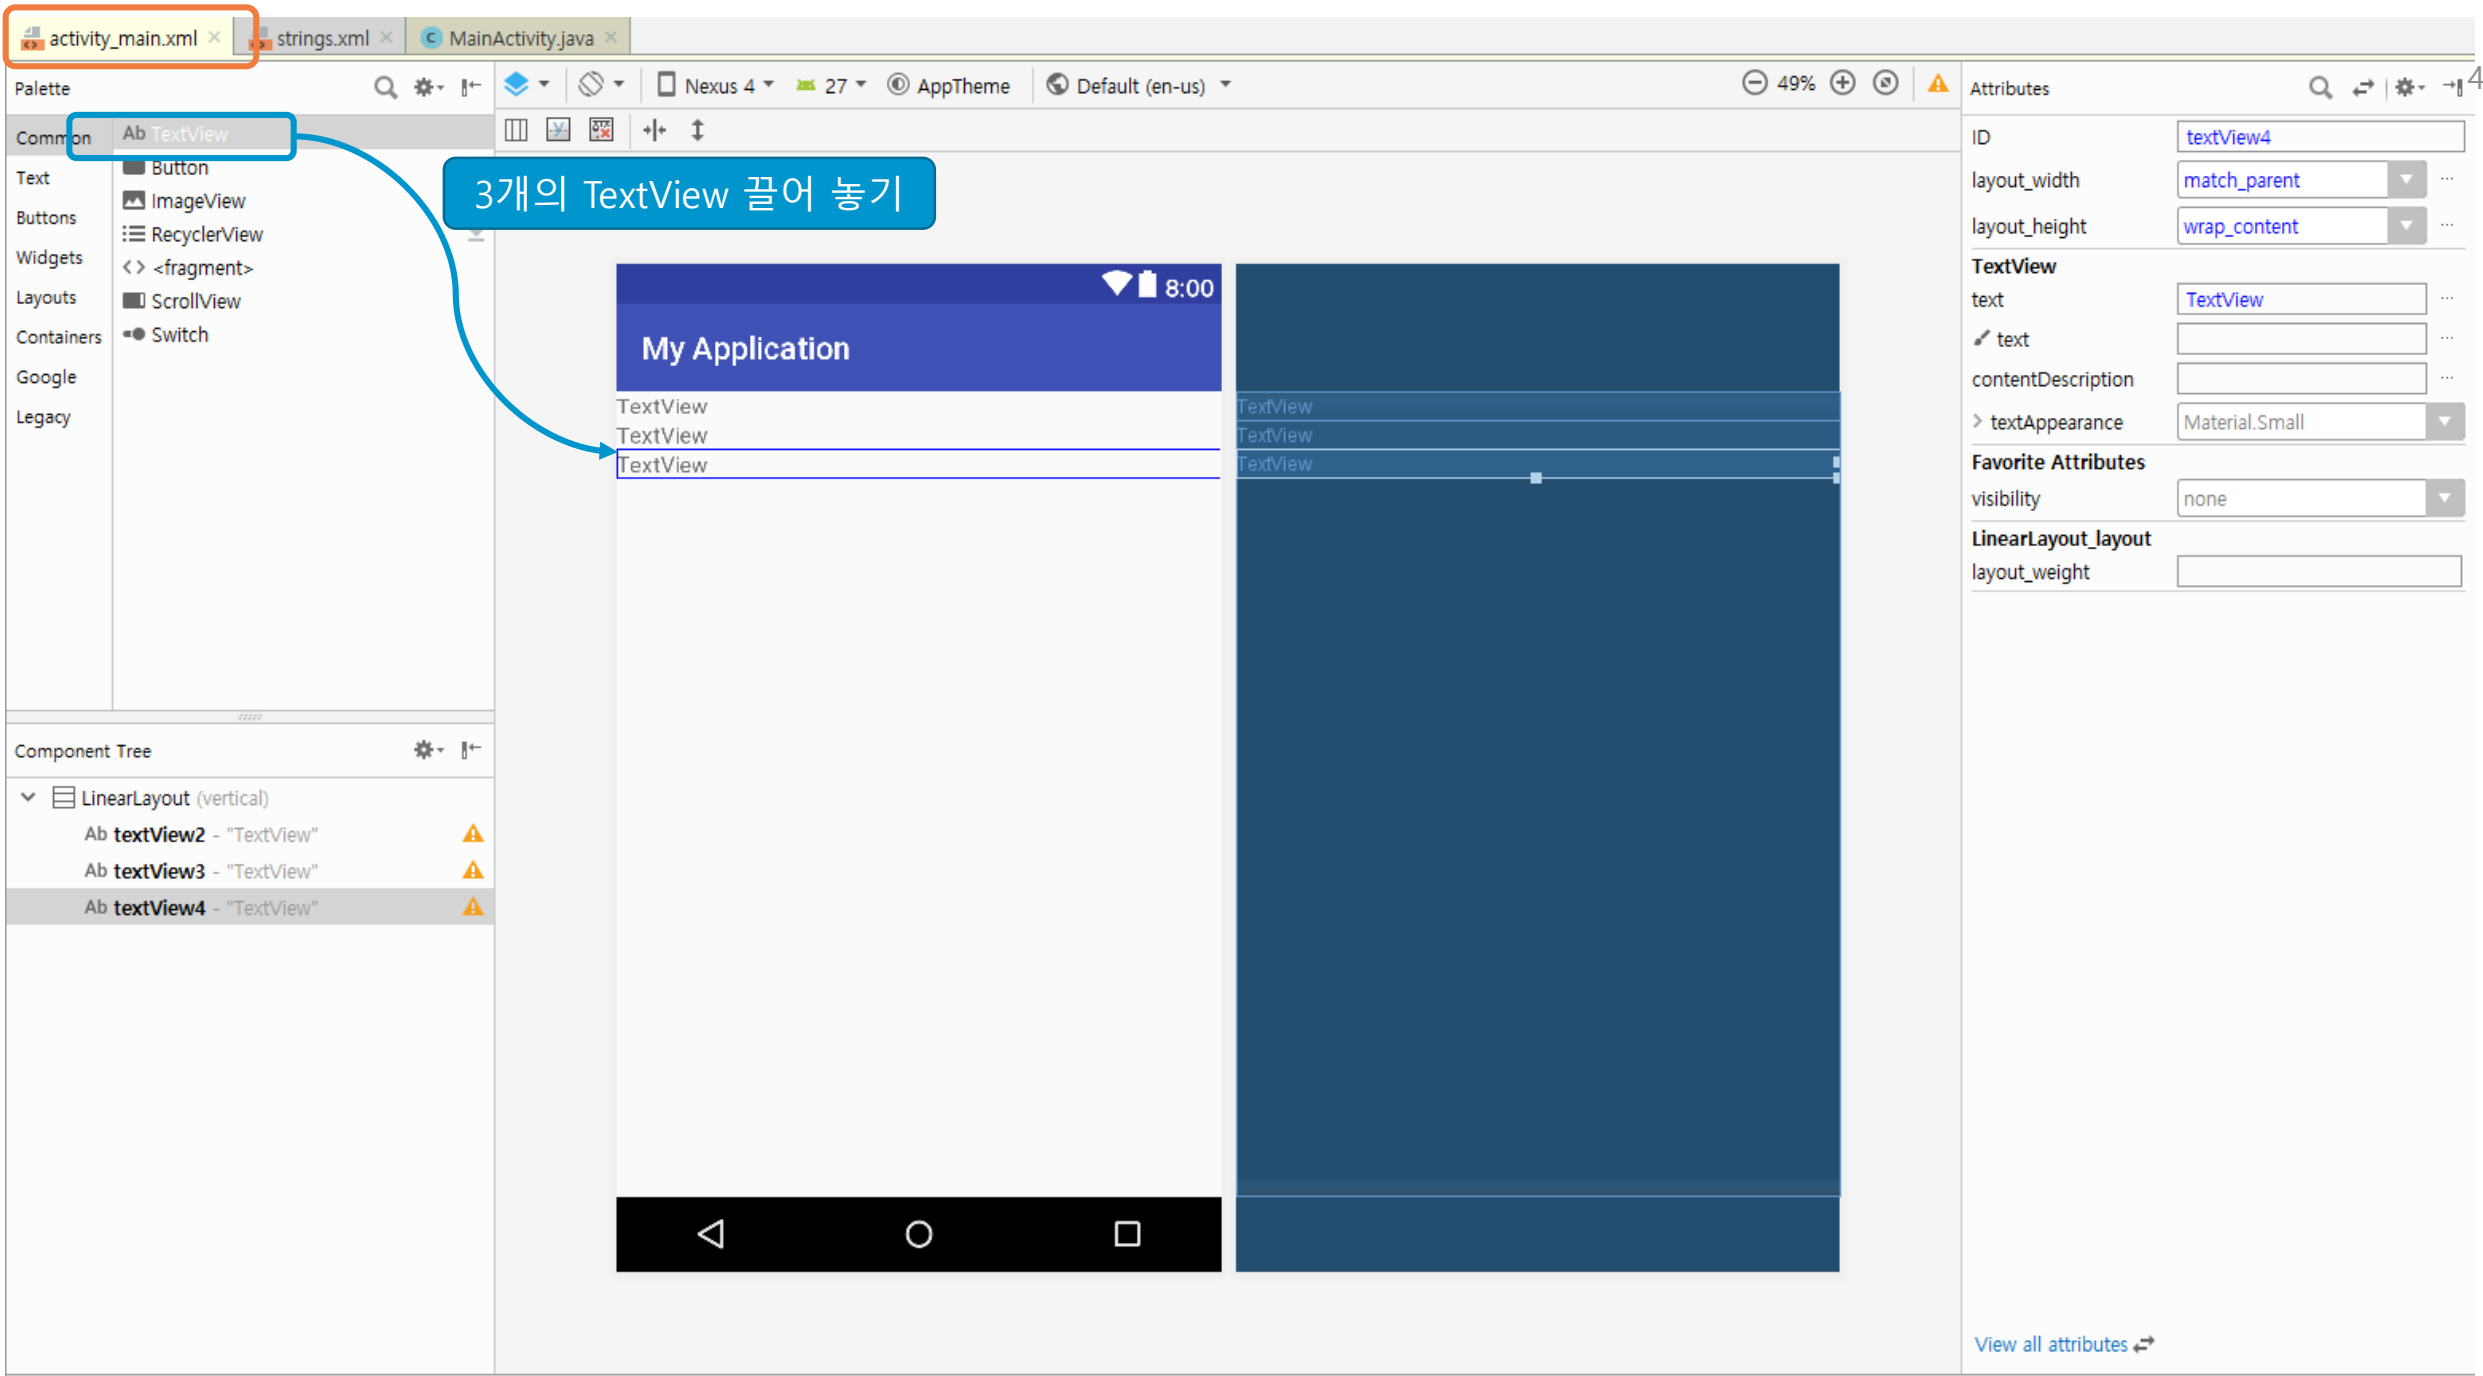 activity_main.xml
strings.xml
MainActivity.java
Palette
Nexus 4
27
AppTheme
Default (en-us)
49%
Attributes
4
Common
Text
Buttons
Widgets
Layouts
Containers
Google
Legacy
Ab TextView
Button
ImageView
RecyclerView
<fragment>
ScrollView
Switch
3개의 TextView 끌어 놓기
8:00
My Application
TextView
TextView
TextView
TextView
TextView
TextView
ID textView4
layout_width match_parent ...
layout_height wrap_content ...
TextView
text TextView ...
text ...
contentDescription ...
textAppearance Material.Small
Favorite Attributes
visibility none
LinearLayout_layout
layout_weight
View all attributes
Component Tree
LinearLayout (vertical)
Ab textView2 - "TextView"
Ab textView3 - "TextView"
Ab textView4 - "TextView"